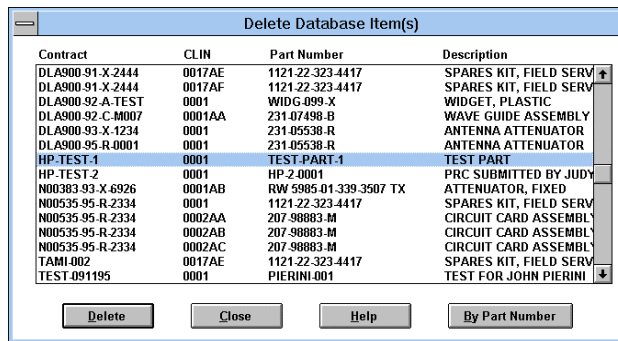 Delete Database Item(s)
Contract CLIN Part Number Description
DLA900-91-X-2444 0017AE 1121-22-323-4417 SPARES KIT, FIELD SERV
DLA900-91-X-2444 0017AF 1121-22-323-4417 SPARES KIT, FIELD SERV
DLA900-92-A-TEST 0001 WIDG-099-X WIDGET, PLASTIC
DLA900-92-C-M007 0001AA 231-07498-B WAVE GUIDE ASSEMBLY
DLA900-93-X-1234 0001 231-05538-R ANTENNA ATTENUATOR
DLA900-95-R-0001 0001 231-05538-R ANTENNA ATTENUATOR
HP-TEST-1 0001 TEST-PART-1 TEST PART
HP-TEST-2 0001 HP-2-0001 PRC SUBMITTED BY JUDY
N00383-93-X-6926 0001AB RW 5985-01-339-3507 TX ATTENUATOR, FIXED
N00535-95-R-2334 0001 1121-22-323-4417 SPARES KIT, FIELD SERV
N00535-95-R-2334 0002AA 207-98883-M CIRCUIT CARD ASSEMBLY
N00535-95-R-2334 0002AB 207-98883-M CIRCUIT CARD ASSEMBLY
N00535-95-R-2334 0002AC 207-98883-M CIRCUIT CARD ASSEMBLY
TAMI-002 0017AE 1121-22-323-4417 SPARES KIT, FIELD SERV
TEST-091195 0001 PIERINI-001 TEST FOR JOHN PIERINI
Delete Close Help By Part Number